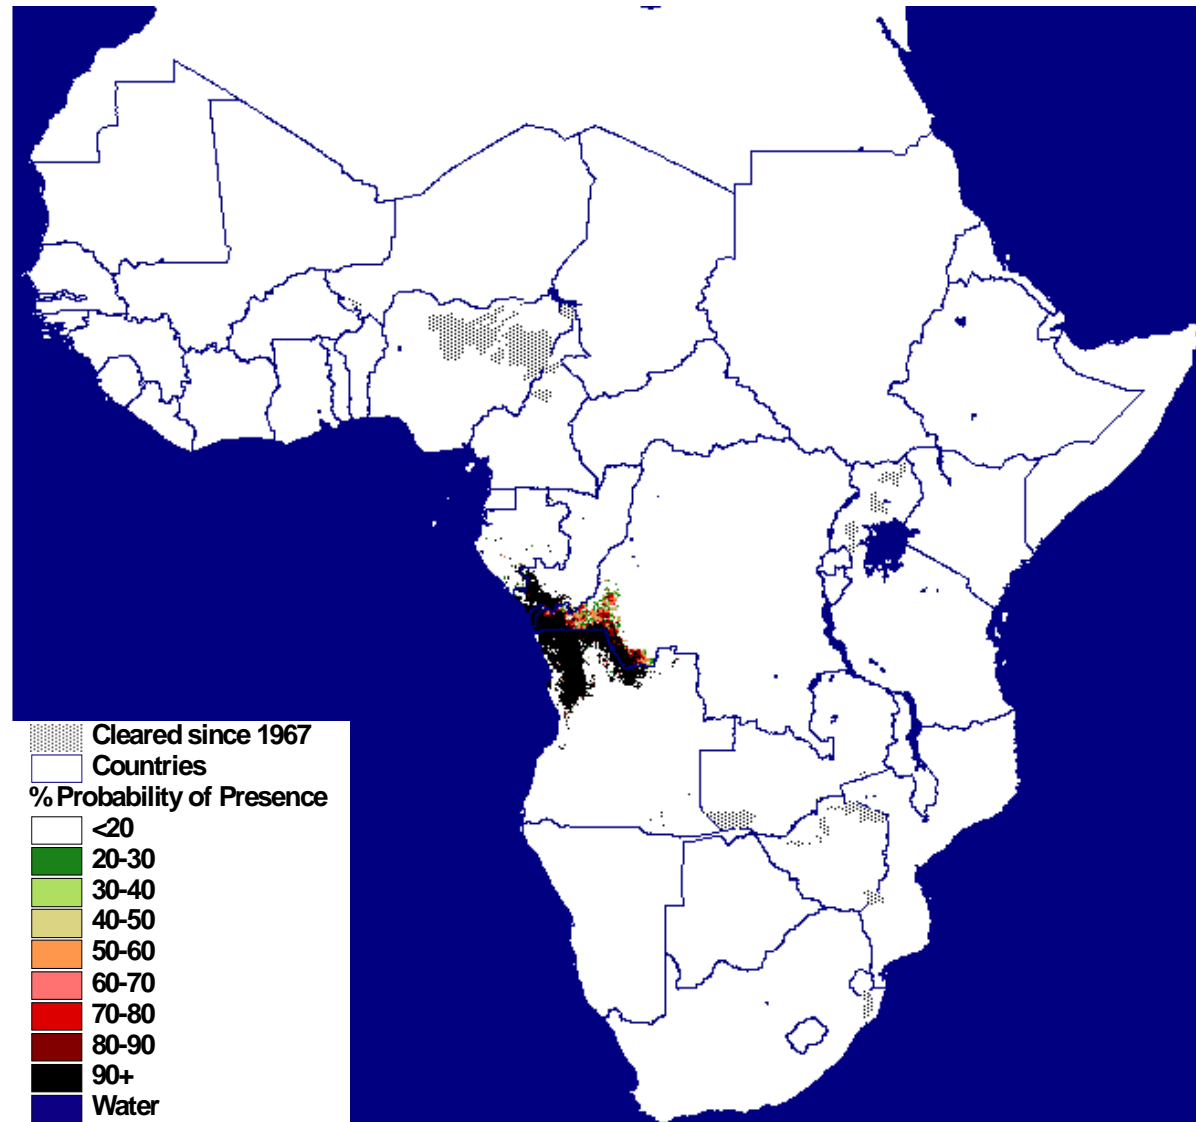 Cleared since 1967
Countries
% Probability of Presence
<20
20-30
30-40
40-50
50-60
60-70
70-80
80-90
90+
Water